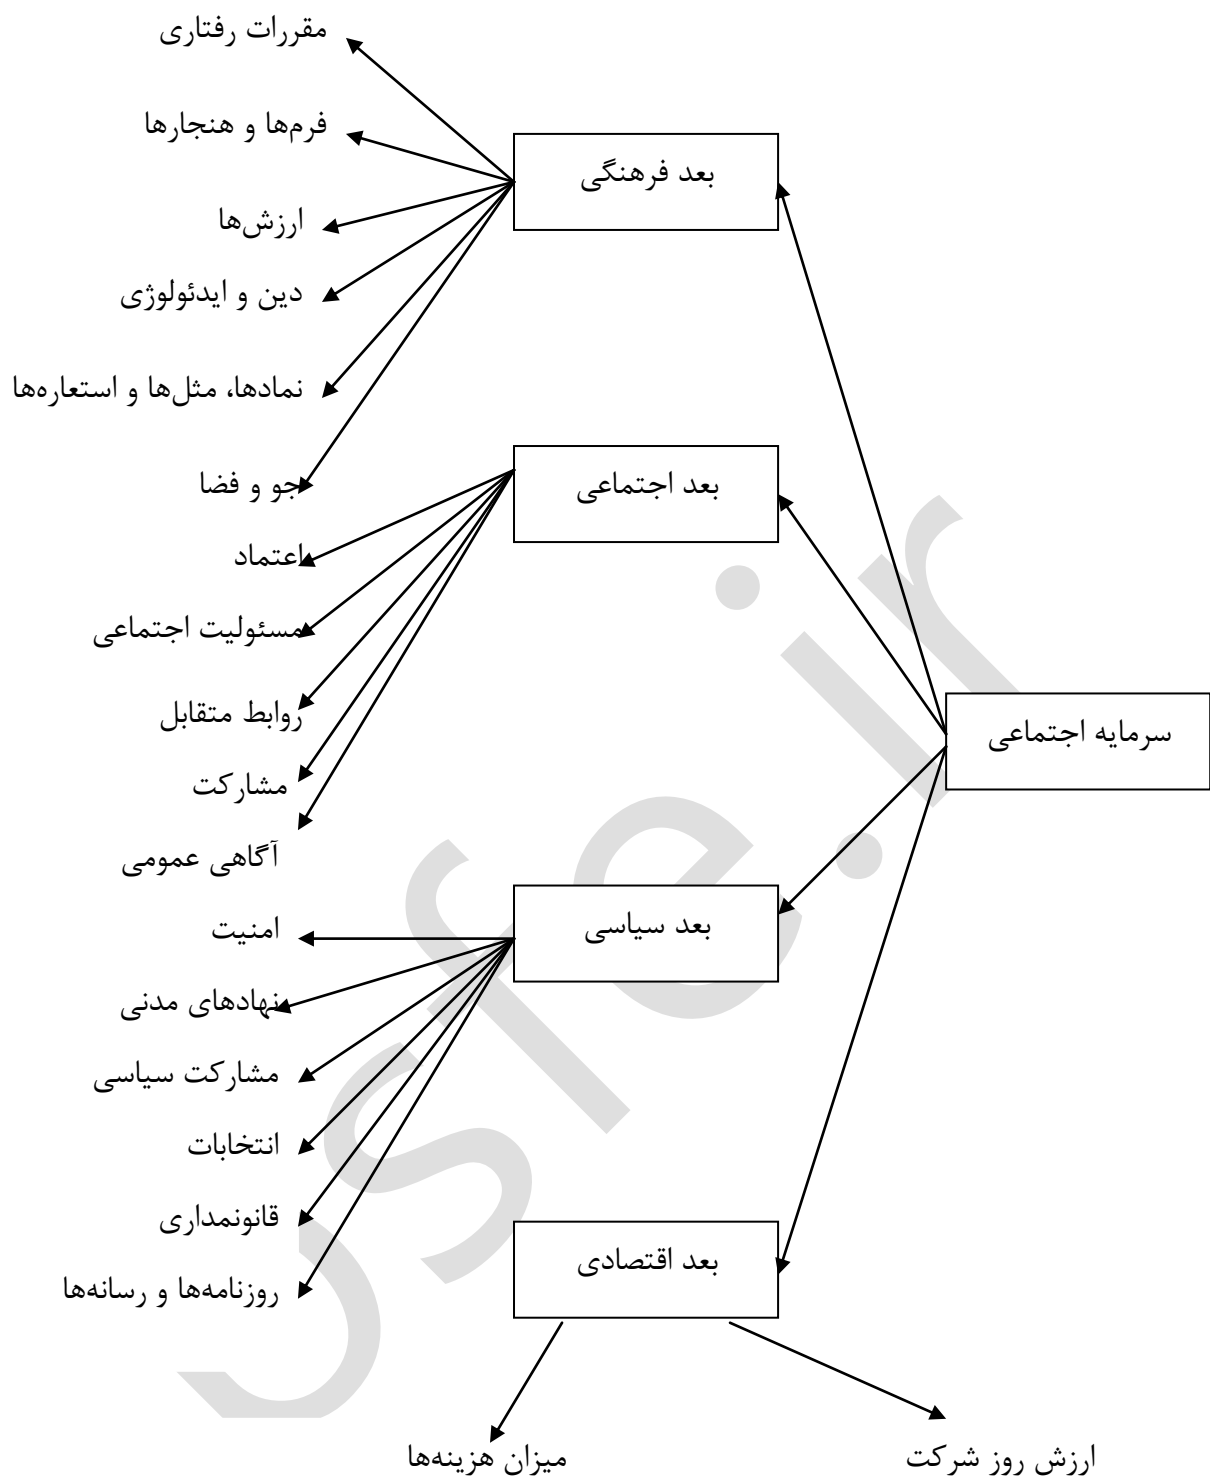 مقررات رفتاری
فرم‌ها و هنجارها
بعد فرهنگی
ارزش‌ها
دین و ایدئولوژی
نمادها، مثل‌ها و استعاره‌ها
بعد اجتماعی
جو و فضا
اعتماد
مسئولیت اجتماعی
روابط متقابل
سرمایه اجتماعی
مشارکت
آگاهی عمومی
امنیت
بعد سیاسی
نهادهای مدنی
مشارکت سیاسی
انتخابات
قانونمداری
بعد اقتصادی
روزنامه‌ها و رسانه‌ها
ارزش روز شرکت
میزان هزینه‌ها